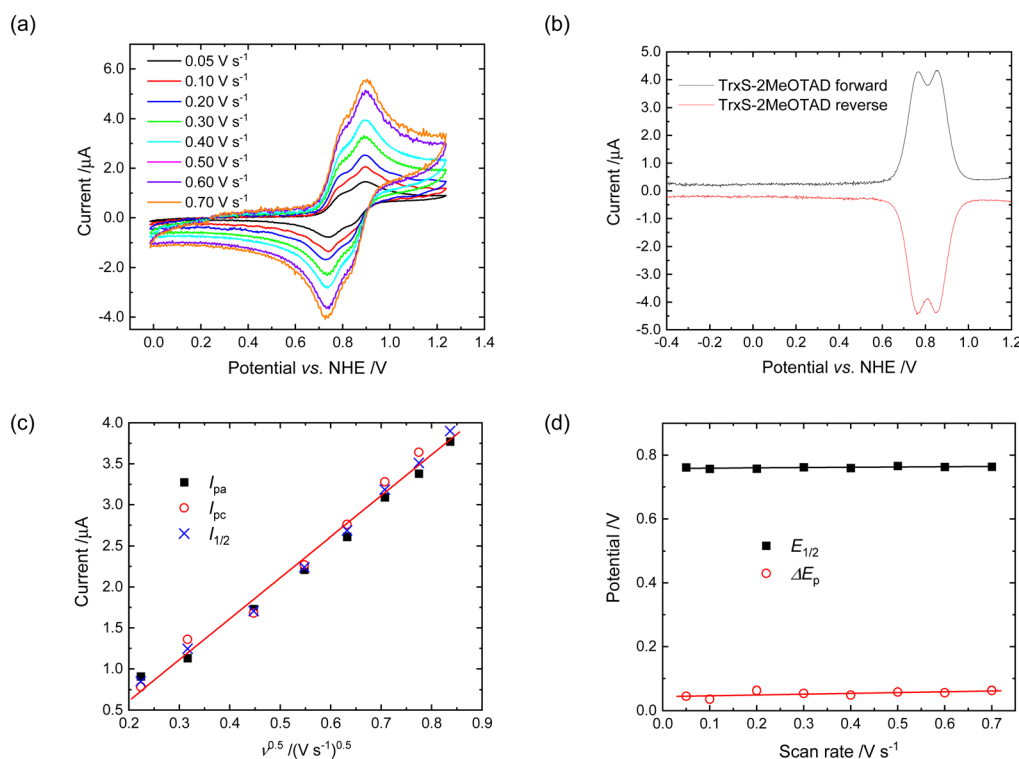 (a)
0.05 V s⁻¹
0.10 V s⁻¹
0.20 V s⁻¹
0.30 V s⁻¹
0.40 V s⁻¹
0.50 V s⁻¹
0.60 V s⁻¹
0.70 V s⁻¹
6.0
4.0
2.0
0.0
-2.0
-4.0
Current /µA
0.0 0.2 0.4 0.6 0.8 1.0 1.2 1.4
Potential vs. NHE /V
(b)
TrxS-2MeOTAD forward
TrxS-2MeOTAD reverse
5.0
4.0
3.0
2.0
1.0
0.0
-1.0
-2.0
-3.0
-4.0
-5.0
Current /µA
-0.4 -0.2 0.0 0.2 0.4 0.6 0.8 1.0 1.2
Potential vs. NHE /V
(c)
Ipa
Ipc
I1/2
4.0
3.5
3.0
2.5
2.0
1.5
1.0
0.5
Current /µA
0.2 0.3 0.4 0.5 0.6 0.7 0.8 0.9
ν⁰·⁵ /(V s⁻¹)⁰·⁵
(d)
E1/2
ΔEp
0.8
0.6
0.4
0.2
0.0
Potential /V
0.0 0.1 0.2 0.3 0.4 0.5 0.6 0.7
Scan rate /V s⁻¹